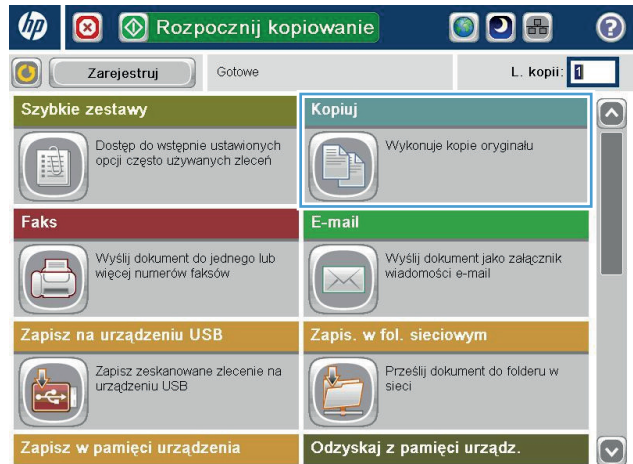 hp
Rozpocznij kopiowanie
?
Zarejestruj
Gotowe
L. kopii: 1
Szybkie zestawy
Dostęp do wstępnie ustawionych
opcji często używanych zleceń
Kopiuj
Wykonuje kopie oryginału
Faks
Wyślij dokument do jednego lub
więcej numerów faksów
E-mail
Wyślij dokument jako załącznik
wiadomości e-mail
Zapisz na urządzeniu USB
Zapisz zeskanowane zlecenie na
urządzeniu USB
Zapis. w fol. sieciowym
Prześlij dokument do folderu w
sieci
Zapisz w pamięci urządzenia
Odzyskaj z pamięci urządz.